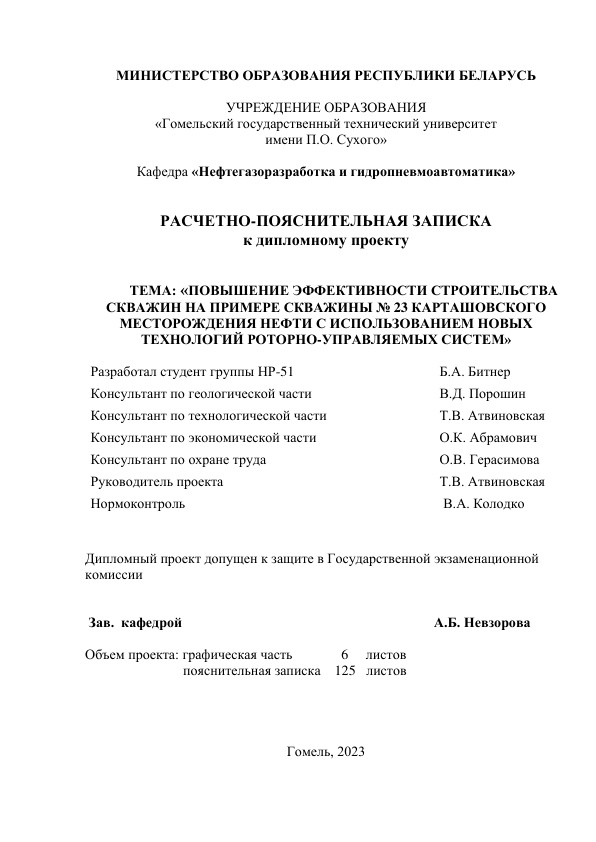 МИНИСТЕРСТВО ОБРАЗОВАНИЯ РЕСПУБЛИКИ БЕЛАРУСЬ
УЧРЕЖДЕНИЕ ОБРАЗОВАНИЯ
«Гомельский государственный технический университет
имени П.О. Сухого»
Кафедра «Нефтегазоразработка и гидропневмоавтоматика»
РАСЧЕТНО-ПОЯСНИТЕЛЬНАЯ ЗАПИСКА
к дипломному проекту
ТЕМА: «ПОВЫШЕНИЕ ЭФФЕКТИВНОСТИ СТРОИТЕЛЬСТВА
СКВАЖИН НА ПРИМЕРЕ СКВАЖИНЫ № 23 КАРТАШОВСКОГО
МЕСТОРОЖДЕНИЯ НЕФТИ С ИСПОЛЬЗОВАНИЕМ НОВЫХ
ТЕХНОЛОГИЙ РОТОРНО-УПРАВЛЯЕМЫХ СИСТЕМ»
Разработал студент группы НР-51 Б.А. Битнер
Консультант по геологической части В.Д. Порошин
Консультант по технологической части Т.В. Атвиновская
Консультант по экономической части О.К. Абрамович
Консультант по охране труда О.В. Герасимова
Руководитель проекта Т.В. Атвиновская
Нормоконтроль В.А. Колодко
Дипломный проект допущен к защите в Государственной экзаменационной
комиссии
Зав. кафедрой А.Б. Невзорова
Объем проекта: графическая часть 6 листов
пояснительная записка 125 листов
Гомель, 2023